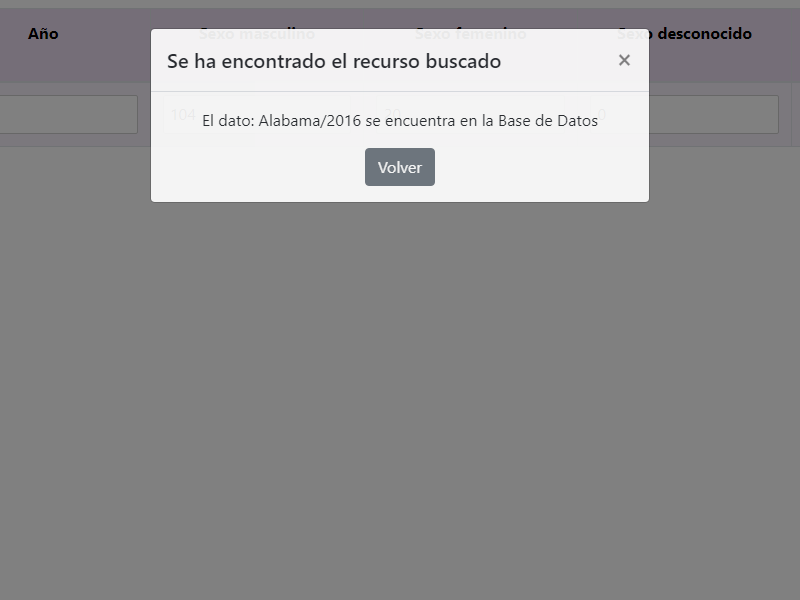 Año Sexo masculino Sexo femenino Sexo desconocido
Se ha encontrado el recurso buscado ×
104 0
El dato: Alabama/2016 se encuentra en la Base de Datos
Volver